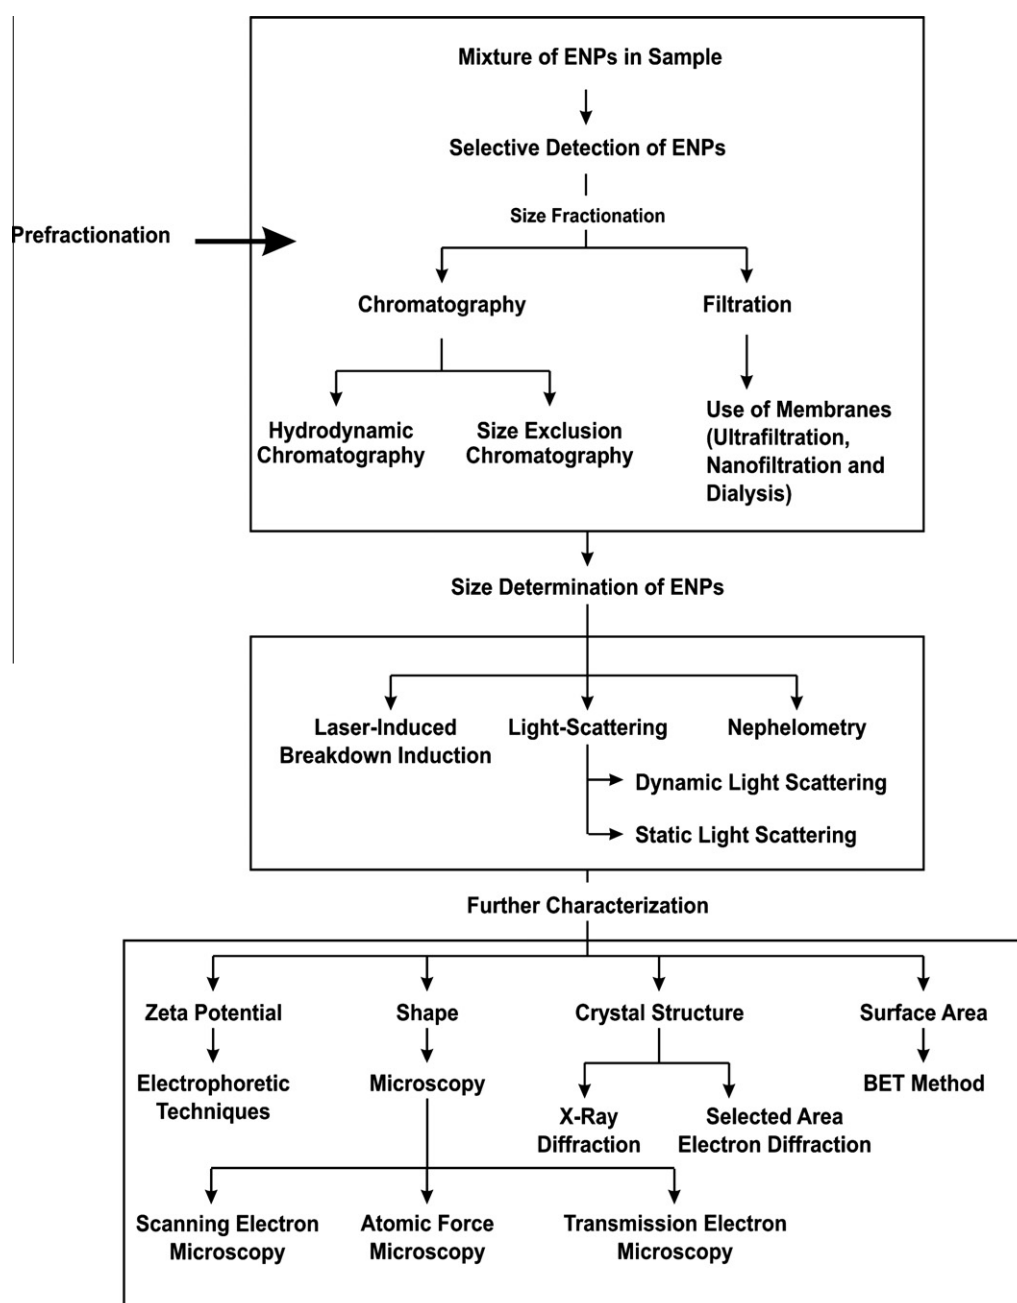 Mixture of ENPs in Sample
Selective Detection of ENPs
Size Fractionation
Prefractionation
Chromatography
Filtration
Hydrodynamic
Chromatography
Size Exclusion
Chromatography
Use of Membranes
(Ultrafiltration,
Nanofiltration and
Dialysis)
Size Determination of ENPs
Laser-Induced
Breakdown Induction
Light-Scattering
Nephelometry
Dynamic Light Scattering
Static Light Scattering
Further Characterization
Zeta Potential
Shape
Crystal Structure
Surface Area
Electrophoretic
Techniques
Microscopy
X-Ray
Diffraction
Selected Area
Electron Diffraction
BET Method
Scanning Electron
Microscopy
Atomic Force
Microscopy
Transmission Electron
Microscopy